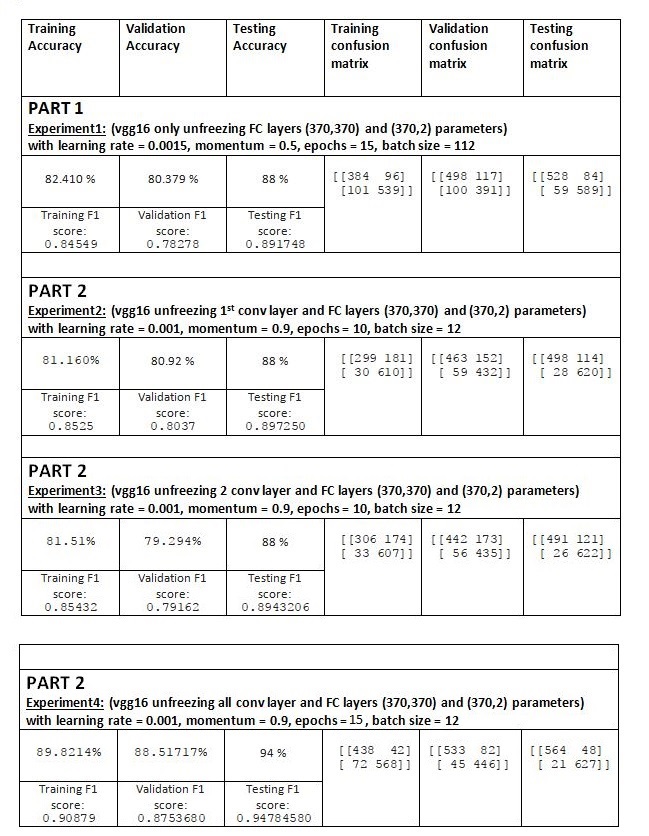 Training Accuracy Validation Accuracy Testing Accuracy Training confusion matrix Validation confusion matrix Testing confusion matrix
PART 1
Experiment1: (vgg16 only unfreezing FC layers (370,370) and (370,2) parameters)
with learning rate = 0.0015, momentum = 0.5, epochs = 15, batch size = 112
82.410 % 80.379 % 88 % [[384 96] [[498 117] [[528 84]
[101 539]] [100 391]] [ 59 589]]
Training F1 Validation F1 Testing F1
score: score: score:
0.84549 0.78278 0.891748
PART 2
Experiment2: (vgg16 unfreezing 1st conv layer and FC layers (370,370) and (370,2) parameters)
with learning rate = 0.001, momentum = 0.9, epochs = 10, batch size = 12
81.160% 80.92 % 88 % [[299 181] [[463 152] [[498 114]
[ 30 610]] [ 59 432]] [ 28 620]]
Training F1 Validation F1 Testing F1
score: score: score:
0.8525 0.8037 0.897250
PART 2
Experiment3: (vgg16 unfreezing 2 conv layer and FC layers (370,370) and (370,2) parameters)
with learning rate = 0.001, momentum = 0.9, epochs = 10, batch size = 12
81.51% 79.294% 88 % [[306 174] [[442 173] [[491 121]
[ 33 607]] [ 56 435]] [ 26 622]]
Training F1 Validation F1 Testing F1
score: score: score:
0.85432 0.79162 0.8943206
PART 2
Experiment4: (vgg16 unfreezing all conv layer and FC layers (370,370) and (370,2) parameters)
with learning rate = 0.001, momentum = 0.9, epochs = 15, batch size = 12
89.8214% 88.51717% 94 % [[438 42] [[533 82] [[564 48]
[ 72 568]] [ 45 446]] [ 21 627]]
Training F1 Validation F1 Testing F1
score: score: score:
0.90879 0.8753680 0.94784580